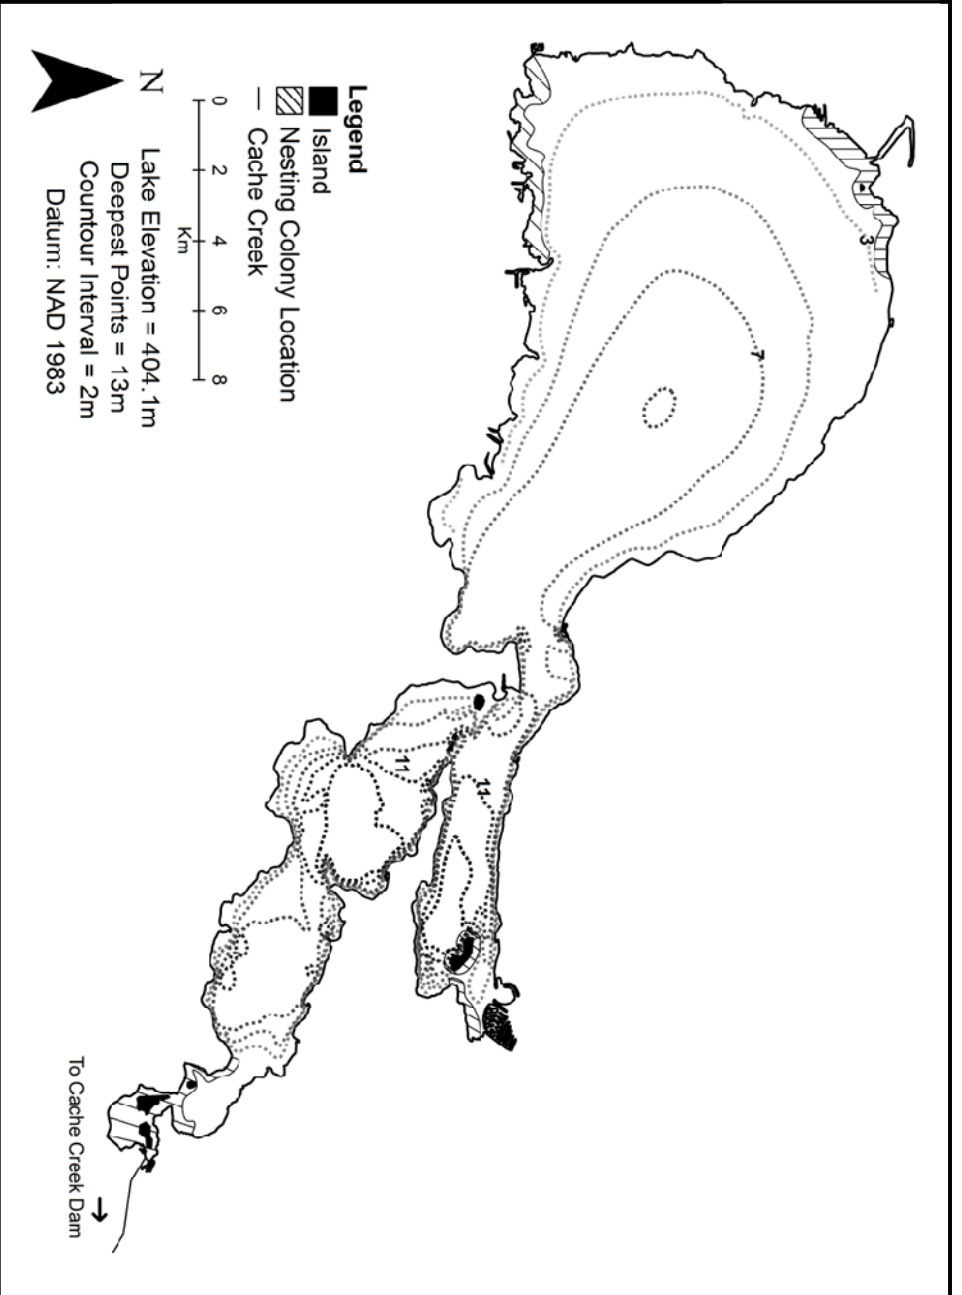 Legend
Island
Nesting Colony Location
Cache Creek
0 2 4 6 8
Km
N
Lake Elevation = 404.1m
Deepest Points = 13m
Countour Interval = 2m
Datum: NAD 1983
3
7
11
11
To Cache Creek Dam